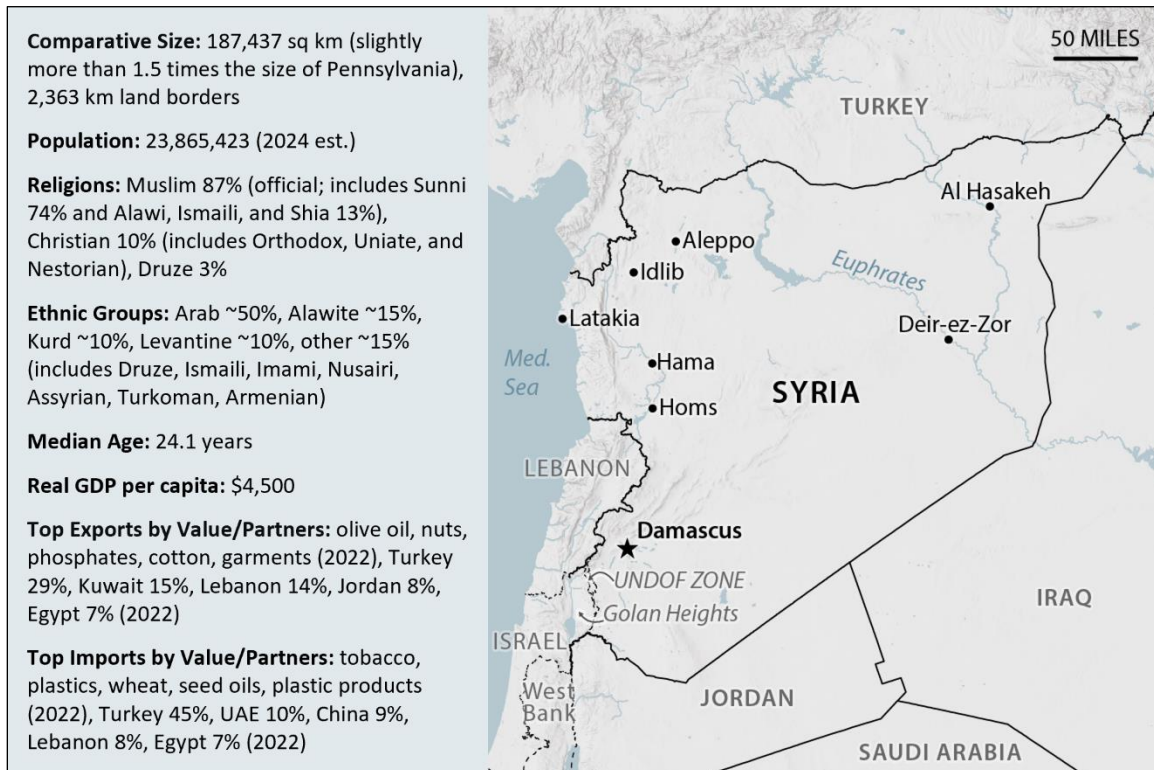 Comparative Size: 187,437 sq km (slightly
more than 1.5 times the size of Pennsylvania),
2,363 km land borders
Population: 23,865,423 (2024 est.)
Religions: Muslim 87% (official; includes Sunni
74% and Alawi, Ismaili, and Shia 13%),
Christian 10% (includes Orthodox, Uniate, and
Nestorian), Druze 3%
Ethnic Groups: Arab ~50%, Alawite ~15%,
Kurd ~10%, Levantine ~10%, other ~15%
(includes Druze, Ismaili, Imami, Nusairi,
Assyrian, Turkoman, Armenian)
Median Age: 24.1 years
Real GDP per capita: $4,500
Top Exports by Value/Partners: olive oil, nuts,
phosphates, cotton, garments (2022), Turkey
29%, Kuwait 15%, Lebanon 14%, Jordan 8%,
Egypt 7% (2022)
Top Imports by Value/Partners: tobacco,
plastics, wheat, seed oils, plastic products
(2022), Turkey 45%, UAE 10%, China 9%,
Lebanon 8%, Egypt 7% (2022)
50 MILES
TURKEY
Al Hasakeh
Aleppo
Euphrates
Idlib
Latakia
Deir-ez-Zor
Med.
Sea
Hama
SYRIA
Homs
LEBANON
Damascus
UNDOF ZONE
Golan Heights
IRAQ
ISRAEL
West
Bank
JORDAN
SAUDI ARABIA